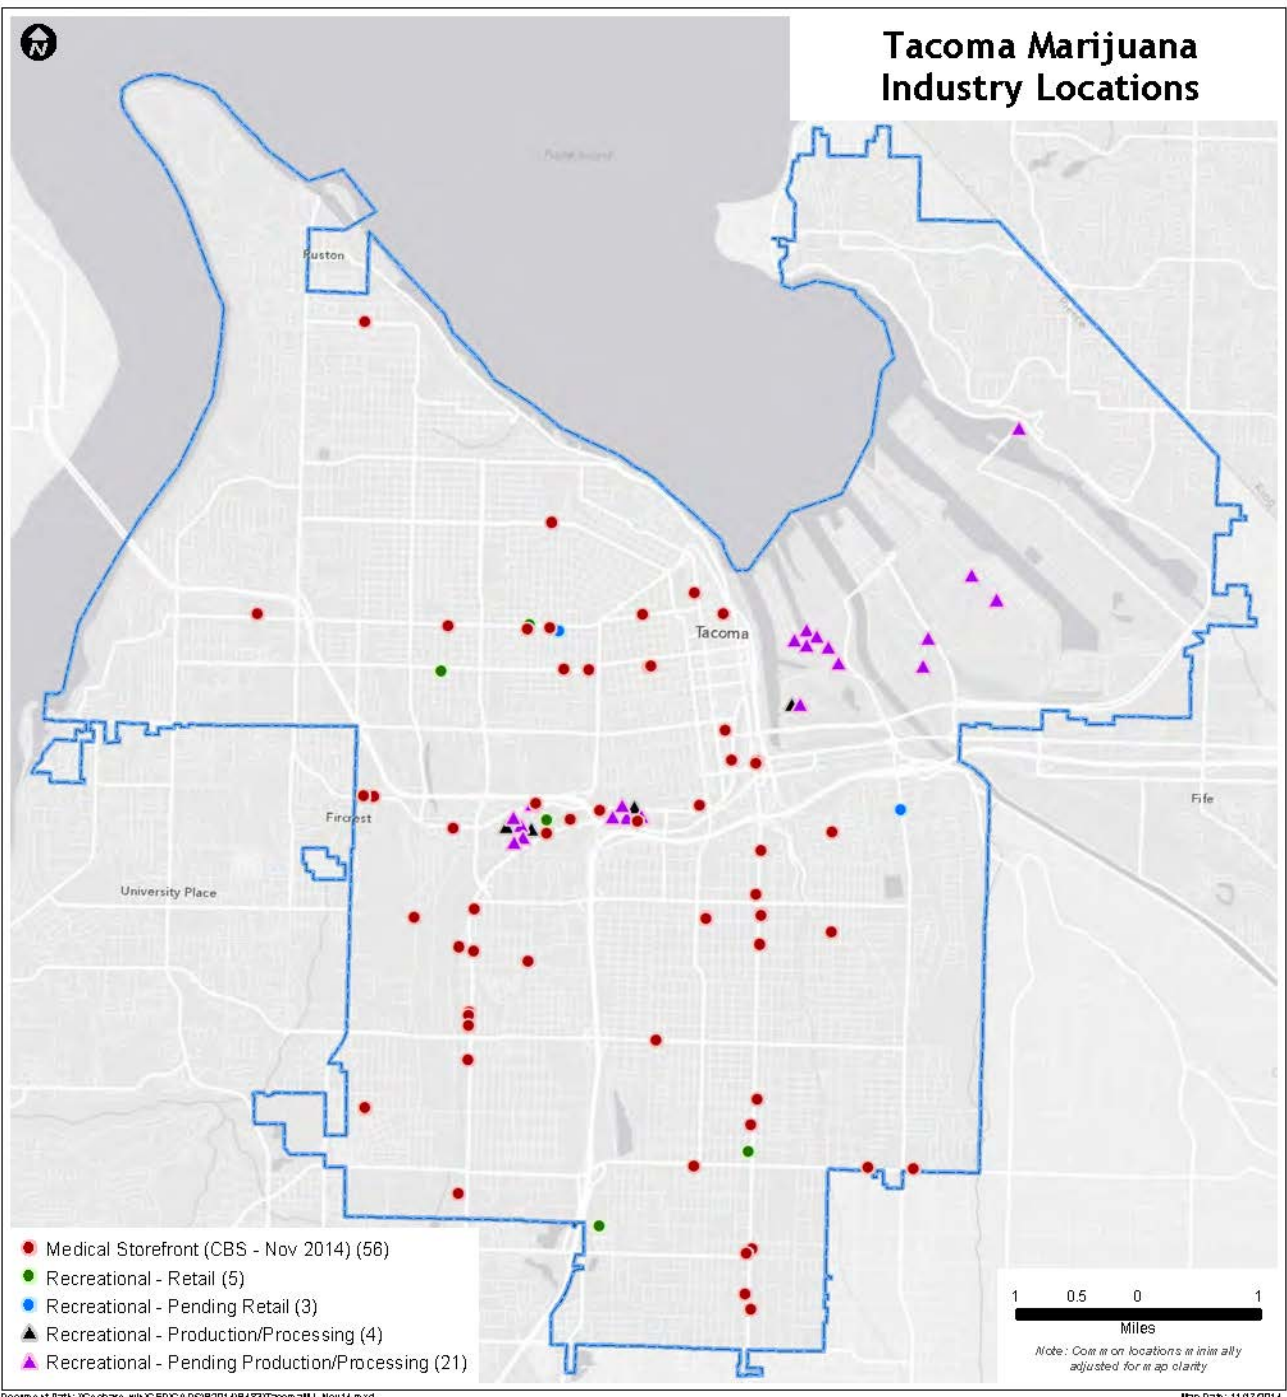 N
Tacoma Marijuana
Industry Locations
Ruston
Tacoma
Fircrest
Fife
University Place
Medical Storefront (CBS - Nov 2014) (56)
Recreational - Retail (5)
Recreational - Pending Retail (3)
Recreational - Production/Processing (4)
Recreational - Pending Production/Processing (21)
1 0.5 0 1
Miles
Note: Common locations minimally
adjusted for map clarity